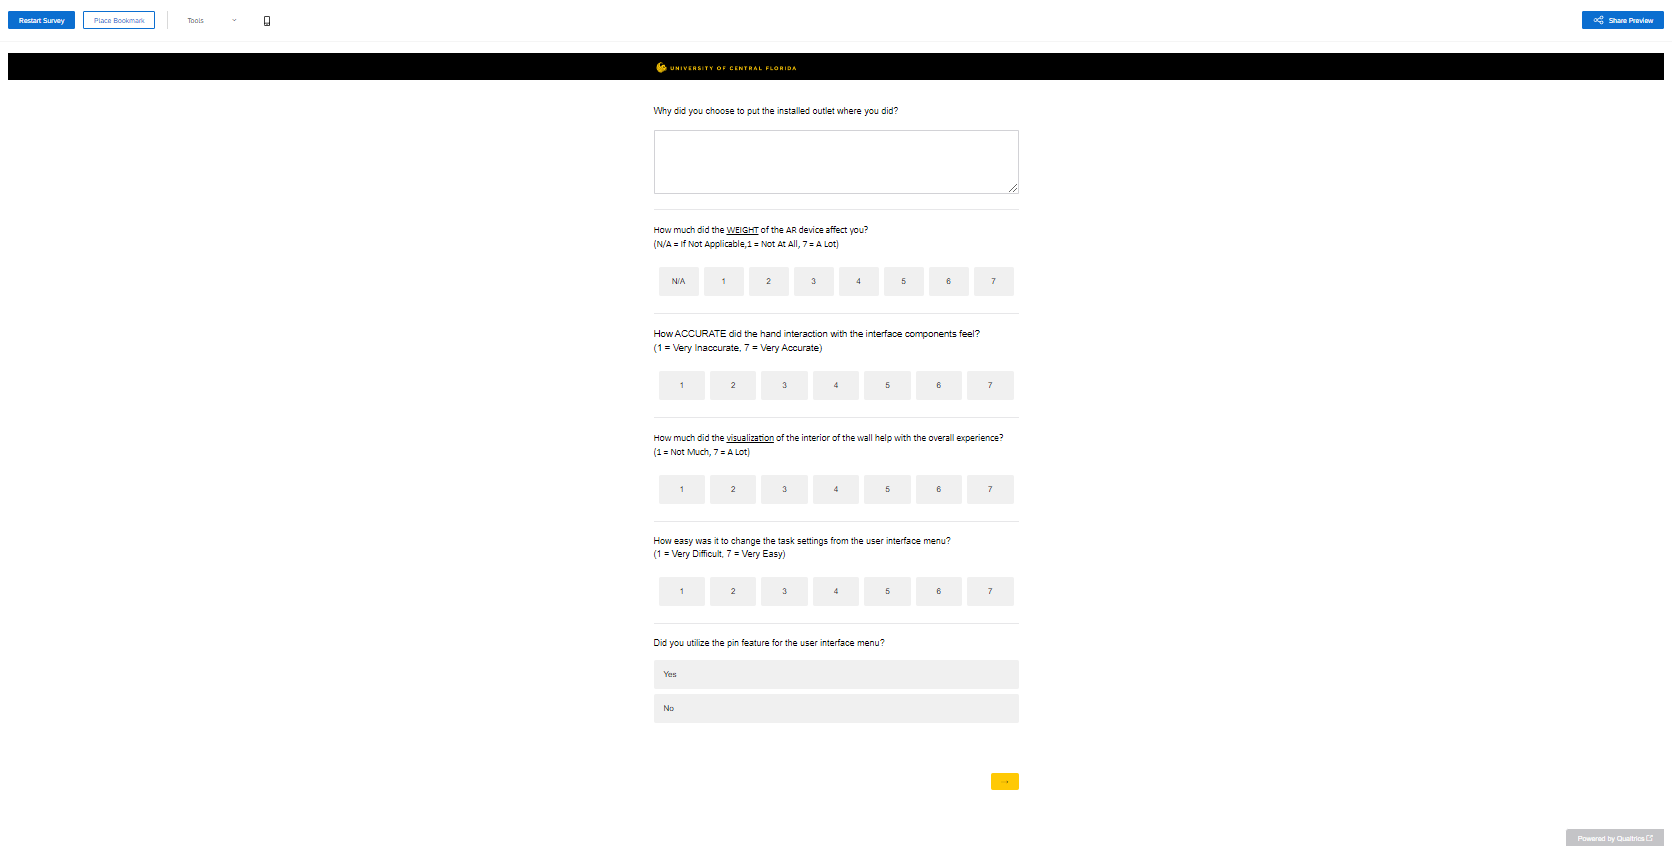 Restart Survey
Place Bookmark
Tools
Share Preview
UNIVERSITY OF CENTRAL FLORIDA
Why did you choose to put the installed outlet where you did?
How much did the WEIGHT of the AR device affect you?
(N/A = If Not Applicable,1 = Not At All, 7 = A Lot)
N/A 1 2 3 4 5 6 7
How ACCURATE did the hand interaction with the interface components feel?
(1 = Very Inaccurate, 7 = Very Accurate)
1 2 3 4 5 6 7
How much did the visualization of the interior of the wall help with the overall experience?
(1 = Not Much, 7 = A Lot)
1 2 3 4 5 6 7
How easy was it to change the task settings from the user interface menu?
(1 = Very Difficult, 7 = Very Easy)
1 2 3 4 5 6 7
Did you utilize the pin feature for the user interface menu?
Yes
No
→
Powered by Qualtrics